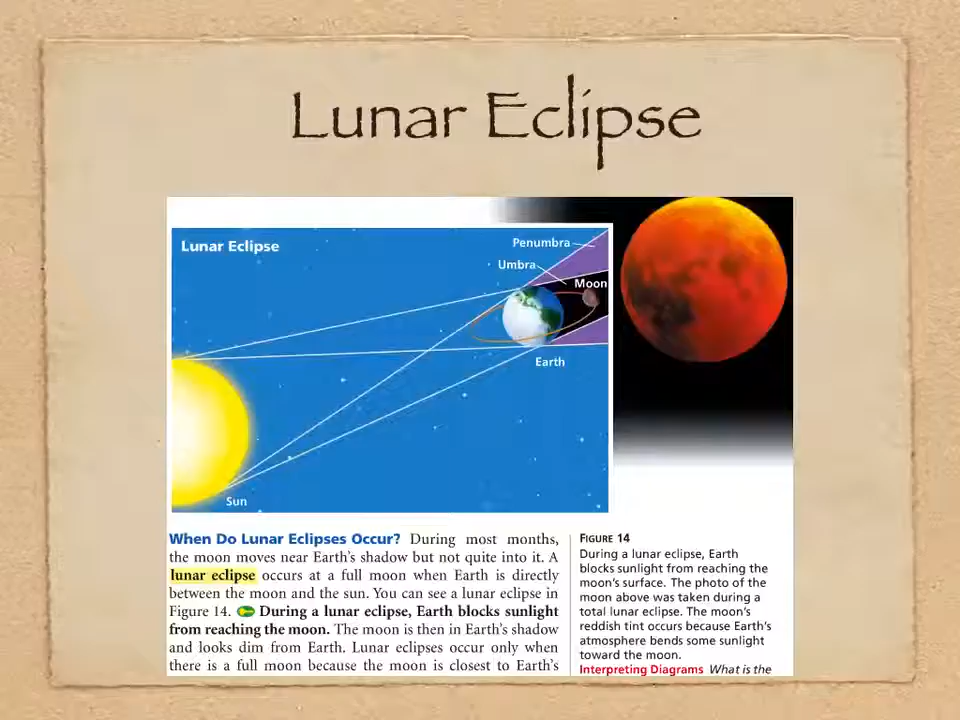 Lunar Eclipse
Lunar Eclipse
Penumbra
Umbra
Moon
Earth
Sun
When Do Lunar Eclipses Occur? During most months,
the moon moves near Earth's shadow but not quite into it. A
lunar eclipse occurs at a full moon when Earth is directly
between the moon and the sun. You can see a lunar eclipse in
Figure 14. During a lunar eclipse, Earth blocks sunlight
from reaching the moon. The moon is then in Earth's shadow
and looks dim from Earth. Lunar eclipses occur only when
there is a full moon because the moon is closest to Earth's
FIGURE 14
During a lunar eclipse, Earth
blocks sunlight from reaching the
moon's surface. The photo of the
moon above was taken during a
total lunar eclipse. The moon's
reddish tint occurs because Earth's
atmosphere bends some sunlight
toward the moon.
Interpreting Diagrams What is the